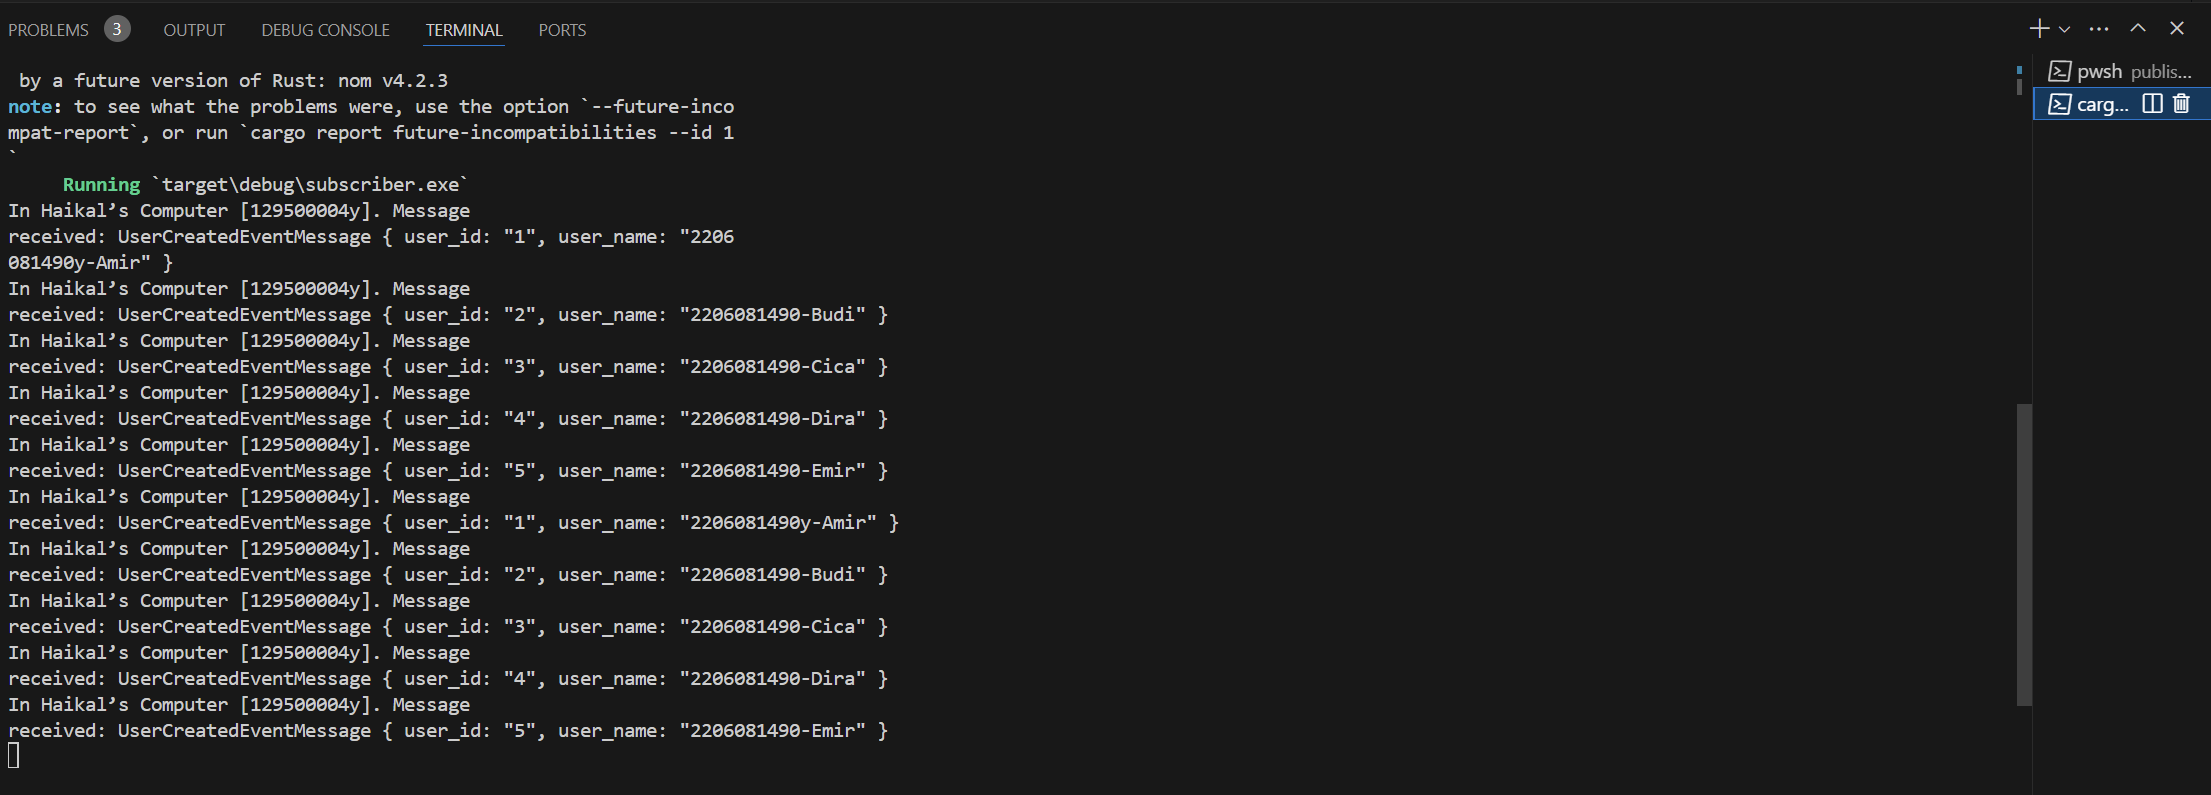 PROBLEMS 3 OUTPUT DEBUG CONSOLE TERMINAL PORTS
pwsh publis...
carg...
by a future version of Rust: nom v4.2.3
note: to see what the problems were, use the option `--future-inco
mpat-report`, or run `cargo report future-incompatibilities --id 1
`
Running `target\debug\subscriber.exe`
In Haikal’s Computer [129500004y]. Message
received: UserCreatedEventMessage { user_id: "1", user_name: "2206
081490y-Amir" }
In Haikal’s Computer [129500004y]. Message
received: UserCreatedEventMessage { user_id: "2", user_name: "2206081490-Budi" }
In Haikal’s Computer [129500004y]. Message
received: UserCreatedEventMessage { user_id: "3", user_name: "2206081490-Cica" }
In Haikal’s Computer [129500004y]. Message
received: UserCreatedEventMessage { user_id: "4", user_name: "2206081490-Dira" }
In Haikal’s Computer [129500004y]. Message
received: UserCreatedEventMessage { user_id: "5", user_name: "2206081490-Emir" }
In Haikal’s Computer [129500004y]. Message
received: UserCreatedEventMessage { user_id: "1", user_name: "2206081490y-Amir" }
In Haikal’s Computer [129500004y]. Message
received: UserCreatedEventMessage { user_id: "2", user_name: "2206081490-Budi" }
In Haikal’s Computer [129500004y]. Message
received: UserCreatedEventMessage { user_id: "3", user_name: "2206081490-Cica" }
In Haikal’s Computer [129500004y]. Message
received: UserCreatedEventMessage { user_id: "4", user_name: "2206081490-Dira" }
In Haikal’s Computer [129500004y]. Message
received: UserCreatedEventMessage { user_id: "5", user_name: "2206081490-Emir" }